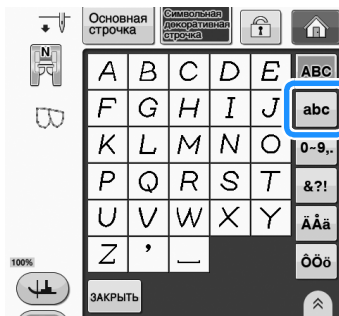 Основная строчка
Символьная декоративная строчка
N
A B C D E ABC
F G H I J abc
K L M N O 0~9,.
P Q R S T &?!
U V W X Y ÄÅä
Z ’ _ ÔÖö
100%
ЗАКРЫТЬ